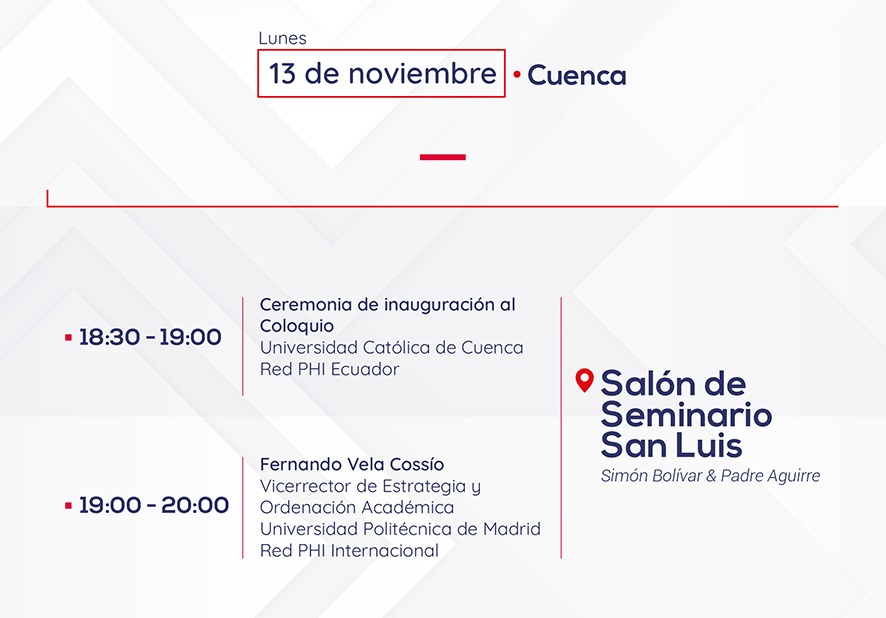 Lunes
13 de noviembre • Cuenca
18:30 - 19:00
Ceremonia de inauguración al
Coloquio
Universidad Católica de Cuenca
Red PHI Ecuador
19:00 - 20:00
Fernando Vela Cossío
Vicerrector de Estrategia y
Ordenación Académica
Universidad Politécnica de Madrid
Red PHI Internacional
Salón de
Seminario
San Luis
Simón Bolívar & Padre Aguirre